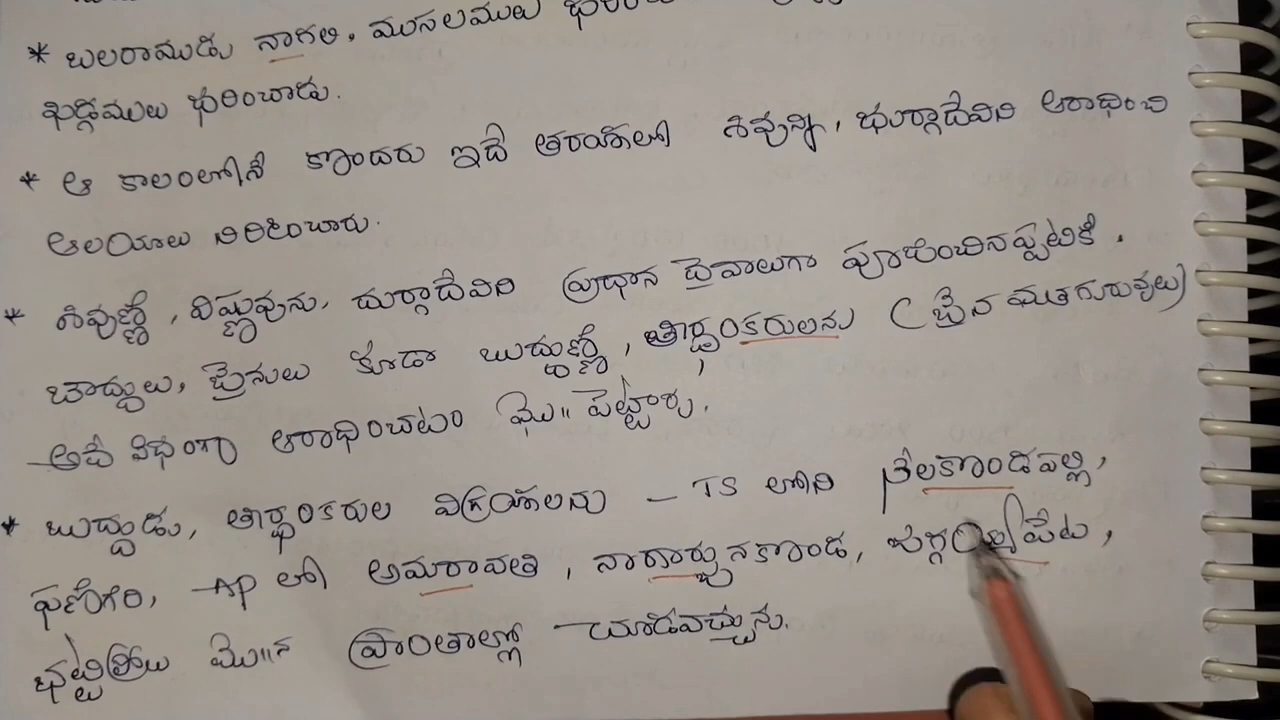 * బలరాముడు నాగలి, ముసలములు
ఖడ్గములు ధరించాడు.
* ఆ కాలంలోనే కొందరు ఇదే తరహాలో శివున్ని, దుర్గాదేవిని ఆరాధించి
ఆలయాలు నిర్మించారు.
* శివుణ్ణి, విష్ణువును, దుర్గాదేవిని ప్రధాన దైవాలుగా పూజించినప్పటికీ,
బౌద్ధులు, జైనులు కూడా బుద్ధుణ్ణి, తీర్థంకరులను (జైన మత గురువులు)
అదే విధంగా ఆరాధించటం మొ॥ పెట్టారు.
* బుద్ధుడు, తీర్థంకరుల విగ్రహాలను - TS లోని నేలకొండపల్లి,
ఫణిగిరి, AP లో అమరావతి, నాగార్జునకొండ, జగ్గయ్యపేట,
భట్టిప్రోలు మొ॥న ప్రాంతాల్లో చూడవచ్చును.